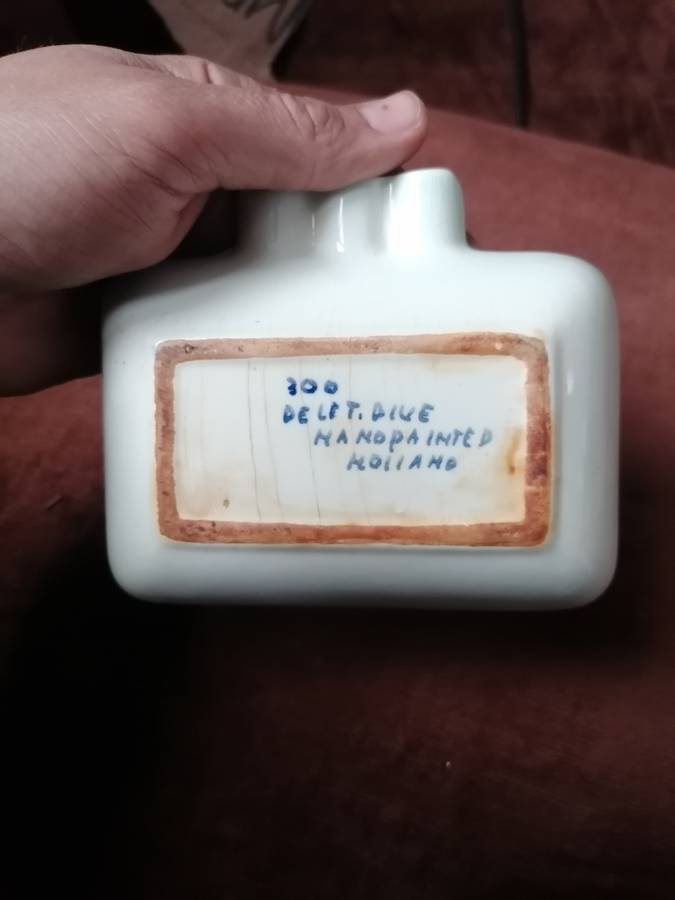 300
DELFT. BLUE
HANDPAINTED
HOLLAND